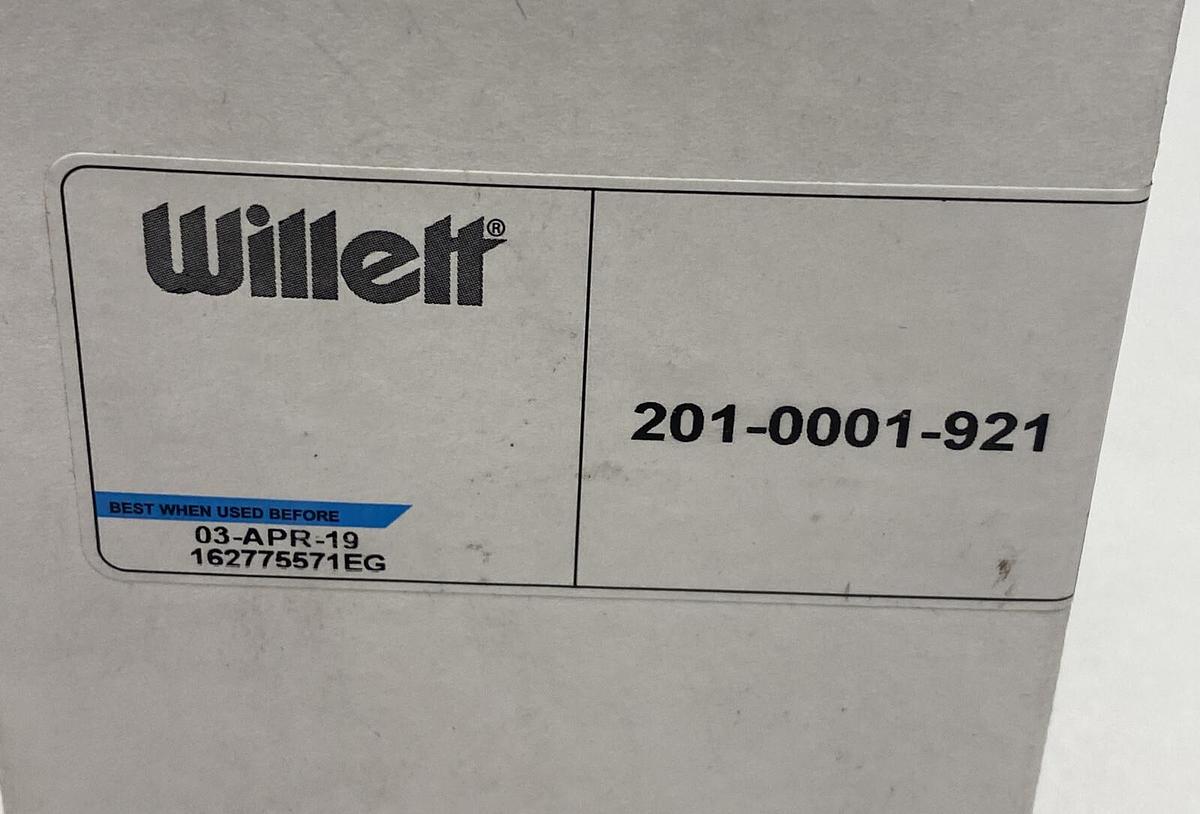 Willett®
201-0001-921
BEST WHEN USED BEFORE
03-APR-19
162775571EG